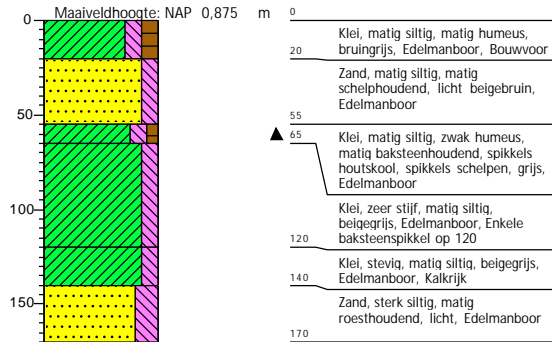 Maaiveldhoogte: NAP 0,875 m
0
50
100
150
0
Klei, matig siltig, matig humeus,
bruingrijs, Edelmanboor, Bouwvoor
20
Zand, matig siltig, matig
schelphoudend, licht beigebruin,
Edelmanboor
55
65
Klei, matig siltig, zwak humeus,
matig baksteenhoudend, spikkels
houtskool, spikkels schelpen, grijs,
Edelmanboor
Klei, zeer stijf, matig siltig,
beigegrijs, Edelmanboor, Enkele
baksteenspikkel op 120
120
Klei, stevig, matig siltig, beigegrijs,
Edelmanboor, Kalkrijk
140
Zand, sterk siltig, matig
roesthoudend, licht, Edelmanboor
170